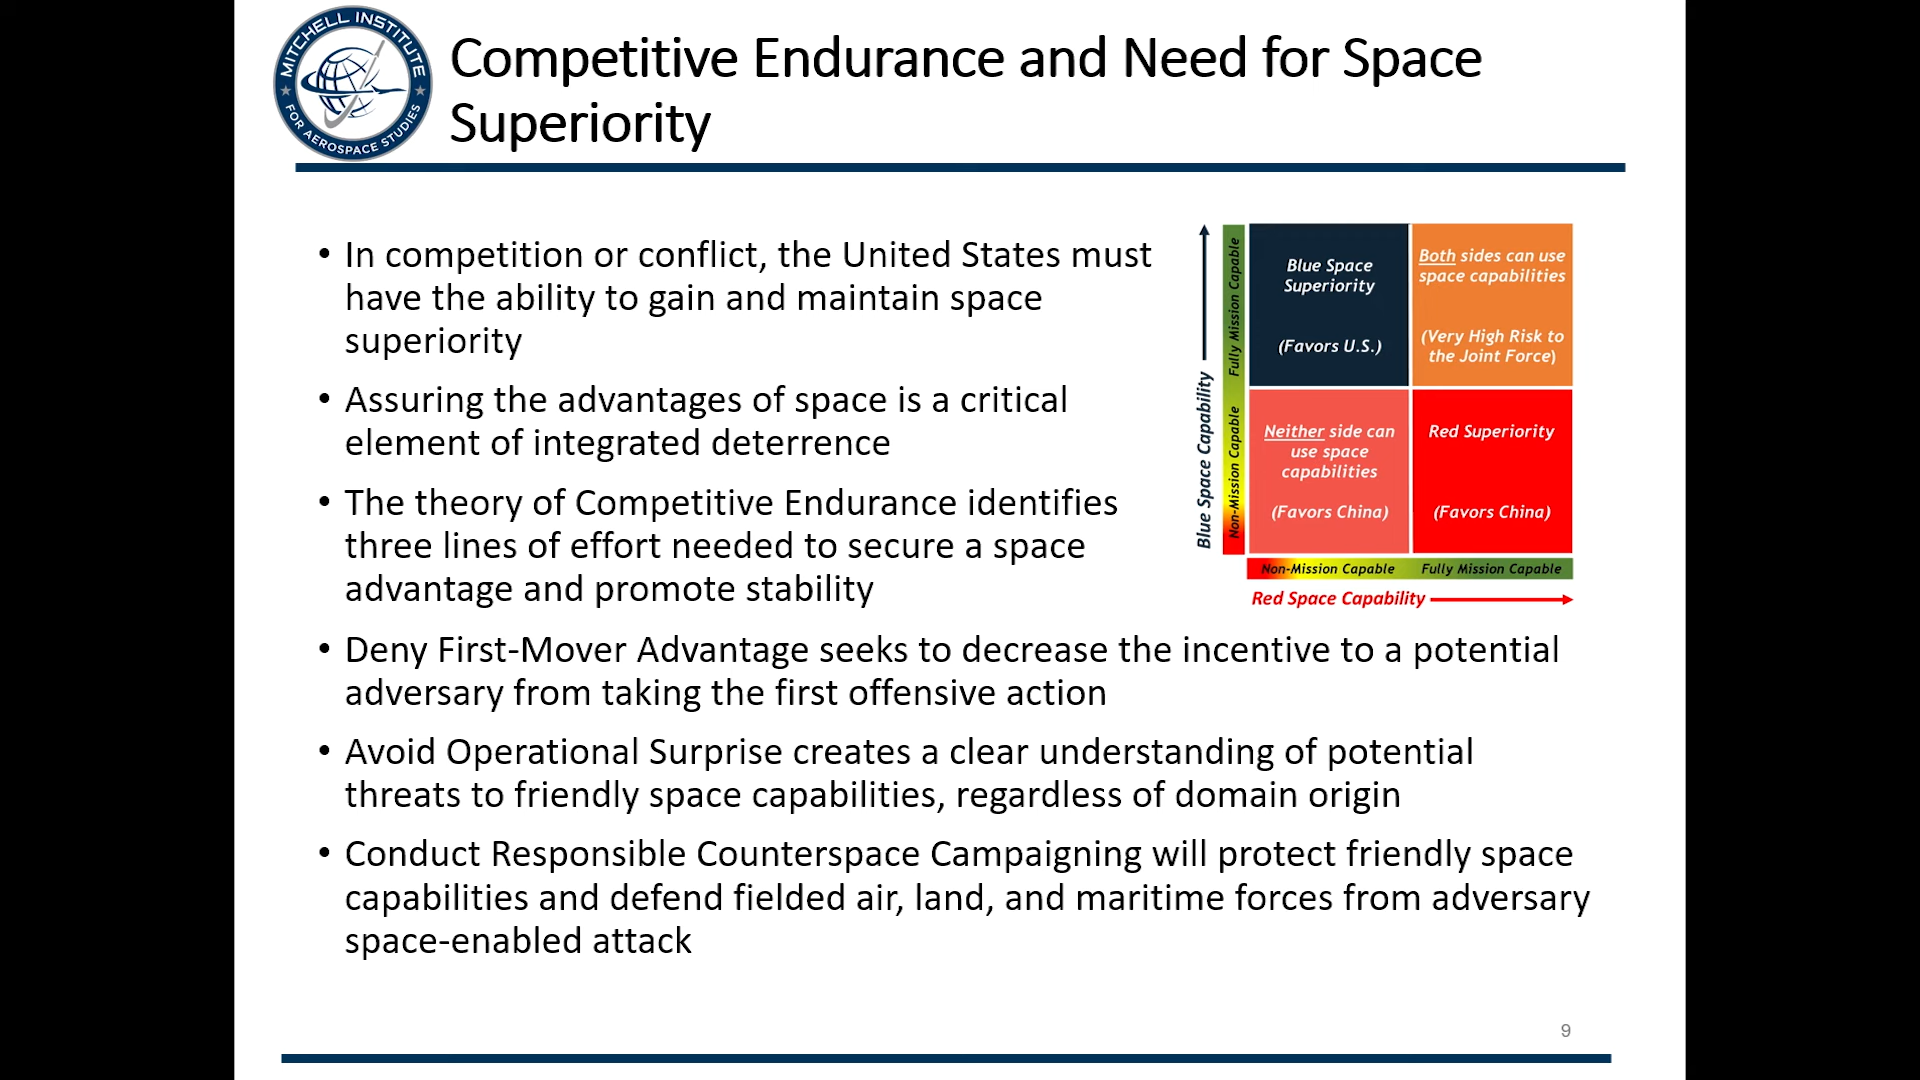 MITCHELL INSTITUTE
FOR AEROSPACE STUDIES
Competitive Endurance and Need for Space
Superiority
• In competition or conflict, the United States must
have the ability to gain and maintain space
superiority
• Assuring the advantages of space is a critical
element of integrated deterrence
• The theory of Competitive Endurance identifies
three lines of effort needed to secure a space
advantage and promote stability
• Deny First-Mover Advantage seeks to decrease the incentive to a potential
adversary from taking the first offensive action
• Avoid Operational Surprise creates a clear understanding of potential
threats to friendly space capabilities, regardless of domain origin
• Conduct Responsible Counterspace Campaigning will protect friendly space
capabilities and defend fielded air, land, and maritime forces from adversary
space-enabled attack
Blue Space Capability
Fully Mission Capable
Non-Mission Capable
Blue Space
Superiority
(Favors U.S.)
Both sides can use
space capabilities
(Very High Risk to
the Joint Force)
Neither side can
use space
capabilities
(Favors China)
Red Superiority
(Favors China)
Non-Mission Capable
Fully Mission Capable
Red Space Capability
9